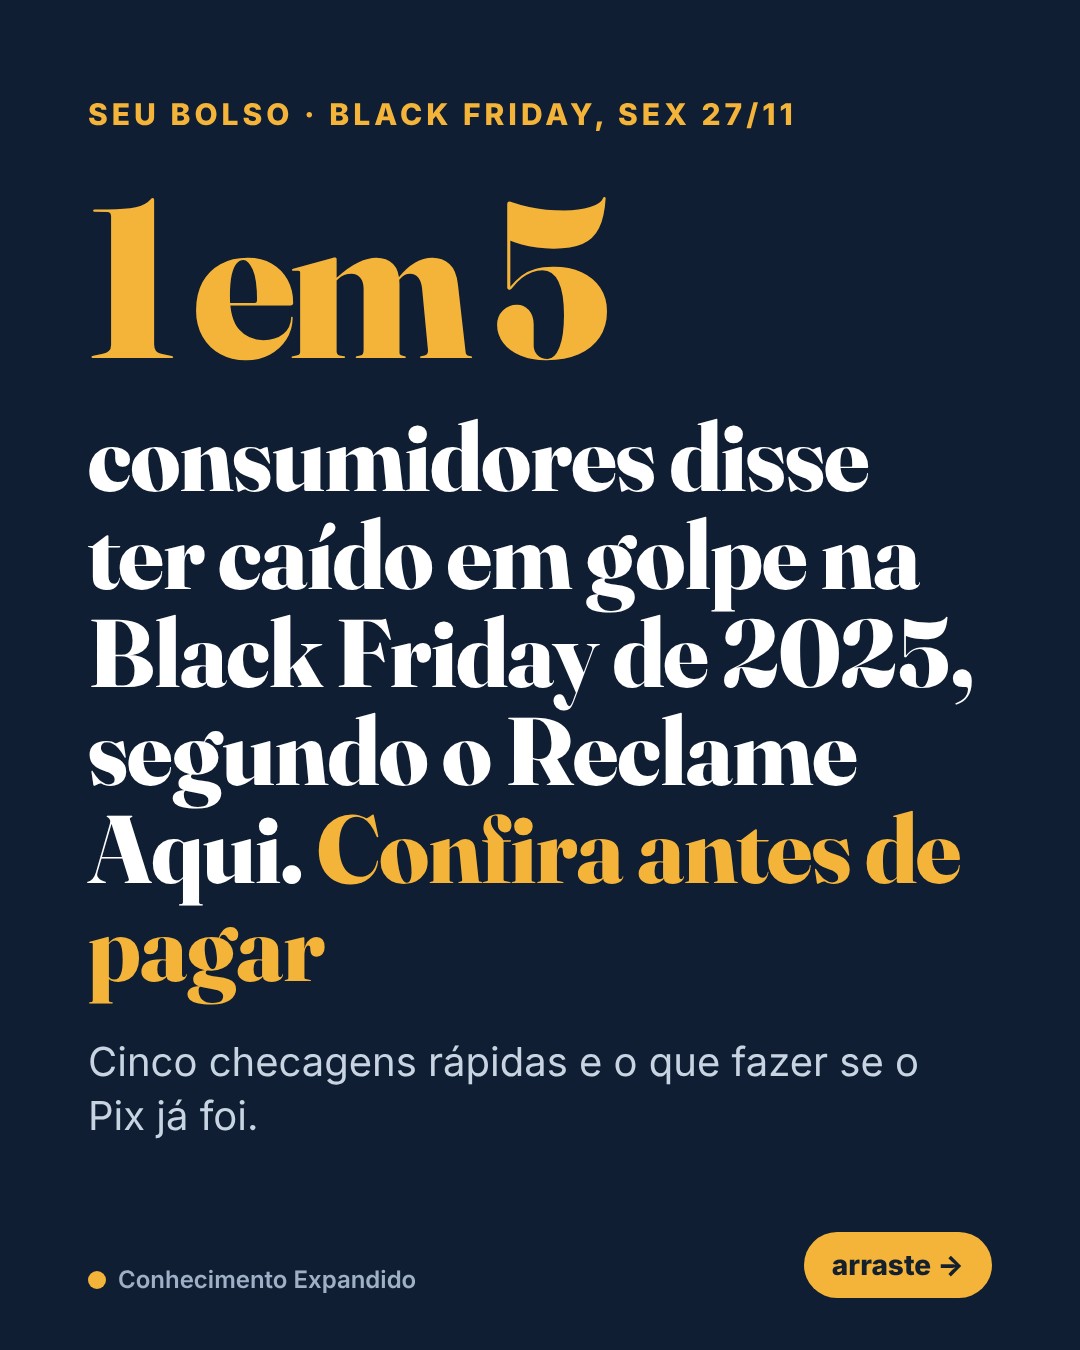 SEU BOLSO · BLACK FRIDAY, SEX 27/11
1 em 5
consumidores disse
ter caído em golpe na
Black Friday de 2025,
segundo o Reclame
Aqui. Confira antes de
pagar
Cinco checagens rápidas e o que fazer se o
Pix já foi.
Conhecimento Expandido
arraste →